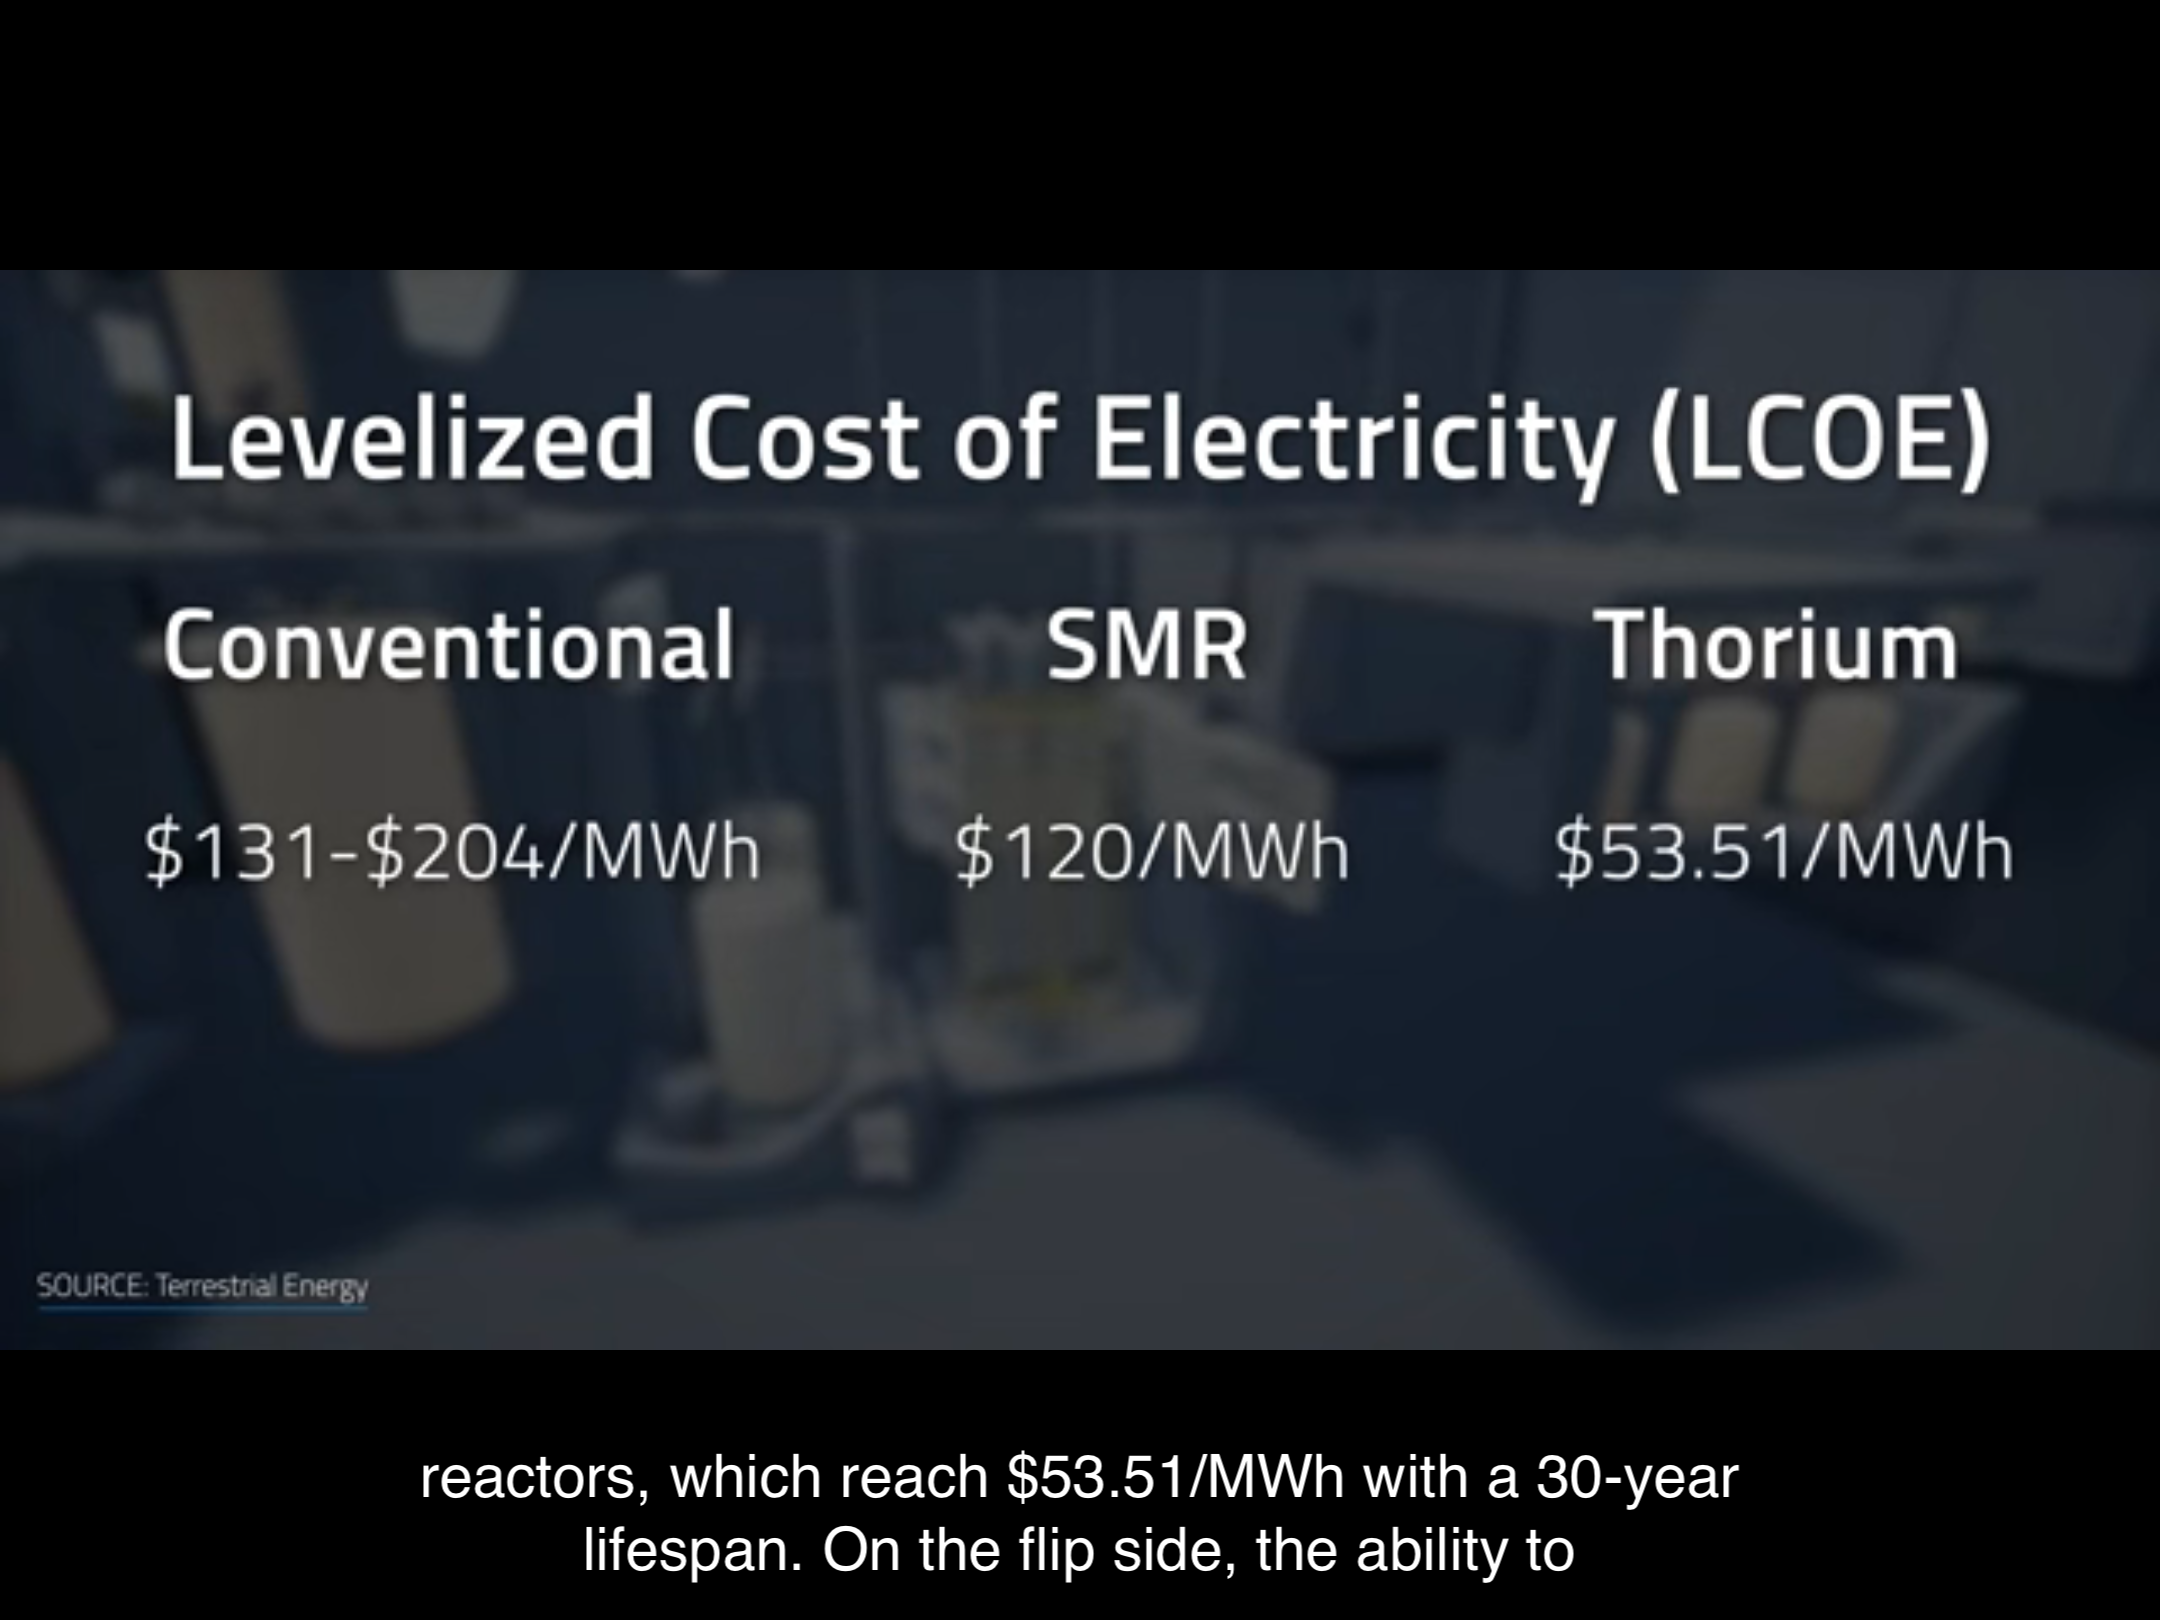 Levelized Cost of Electricity (LCOE)
Conventional SMR Thorium
$131-$204/MWh $120/MWh $53.51/MWh
SOURCE: Terrestrial Energy
reactors, which reach $53.51/MWh with a 30-year
lifespan. On the flip side, the ability to